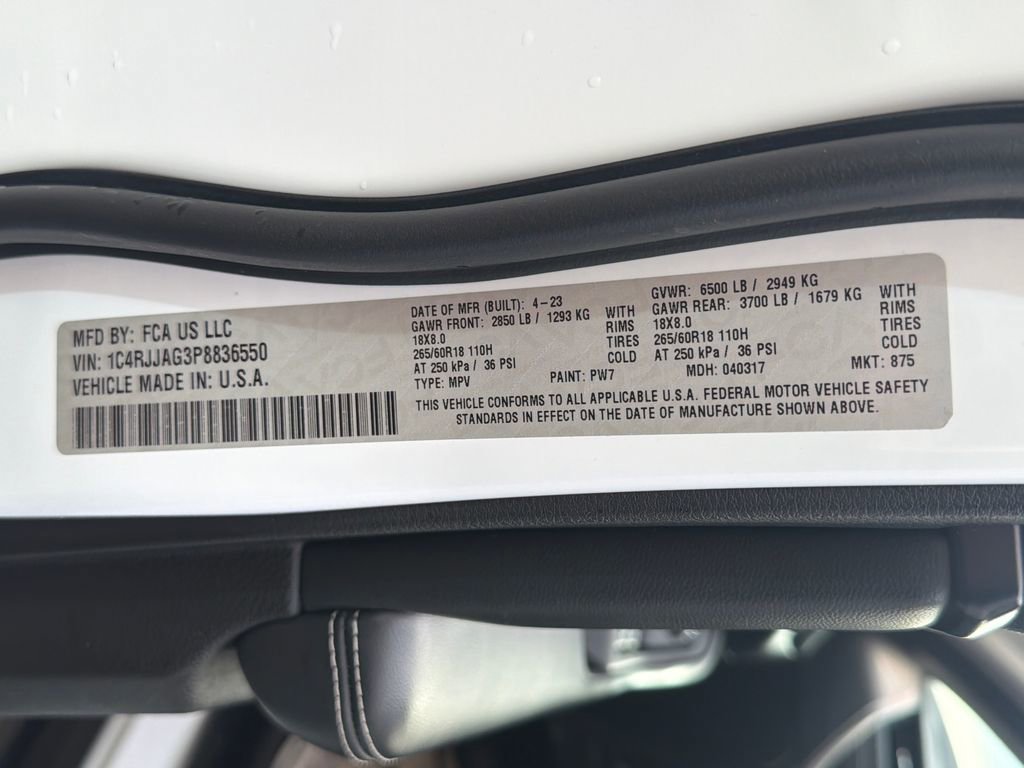 MFD BY: FCA US LLC
VIN: 1C4RJJAG3P8836550
VEHICLE MADE IN: U.S.A.
DATE OF MFR (BUILT): 4-23
GAWR FRONT: 2850 LB / 1293 KG WITH
18X8.0 RIMS
265/60R18 110H TIRES
AT 250 kPa / 36 PSI COLD
TYPE: MPV PAINT: PW7
GVWR: 6500 LB / 2949 KG
GAWR REAR: 3700 LB / 1679 KG WITH
18X8.0 RIMS
265/60R18 110H TIRES
AT 250 kPa / 36 PSI COLD
MDH: 040317 MKT: 875
THIS VEHICLE CONFORMS TO ALL APPLICABLE U.S.A. FEDERAL MOTOR VEHICLE SAFETY
STANDARDS IN EFFECT ON THE DATE OF MANUFACTURE SHOWN ABOVE.